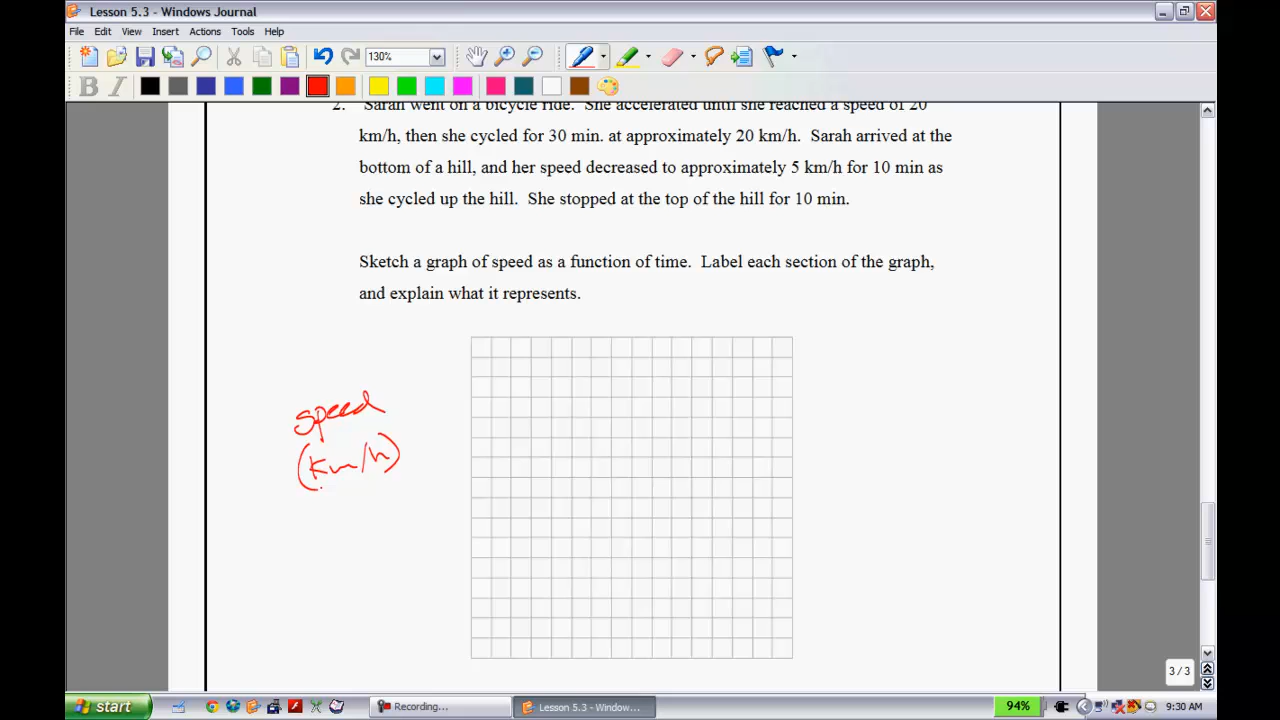 Lesson 5.3 - Windows Journal
File Edit View Insert Actions Tools Help
130%
B I
2. Sarah went on a bicycle ride. She accelerated until she reached a speed of 20
km/h, then she cycled for 30 min. at approximately 20 km/h. Sarah arrived at the
bottom of a hill, and her speed decreased to approximately 5 km/h for 10 min as
she cycled up the hill. She stopped at the top of the hill for 10 min.
Sketch a graph of speed as a function of time. Label each section of the graph,
and explain what it represents.
speed
(km/h)
3 / 3
start Recording... Lesson 5.3 - Window... 94% 9:30 AM